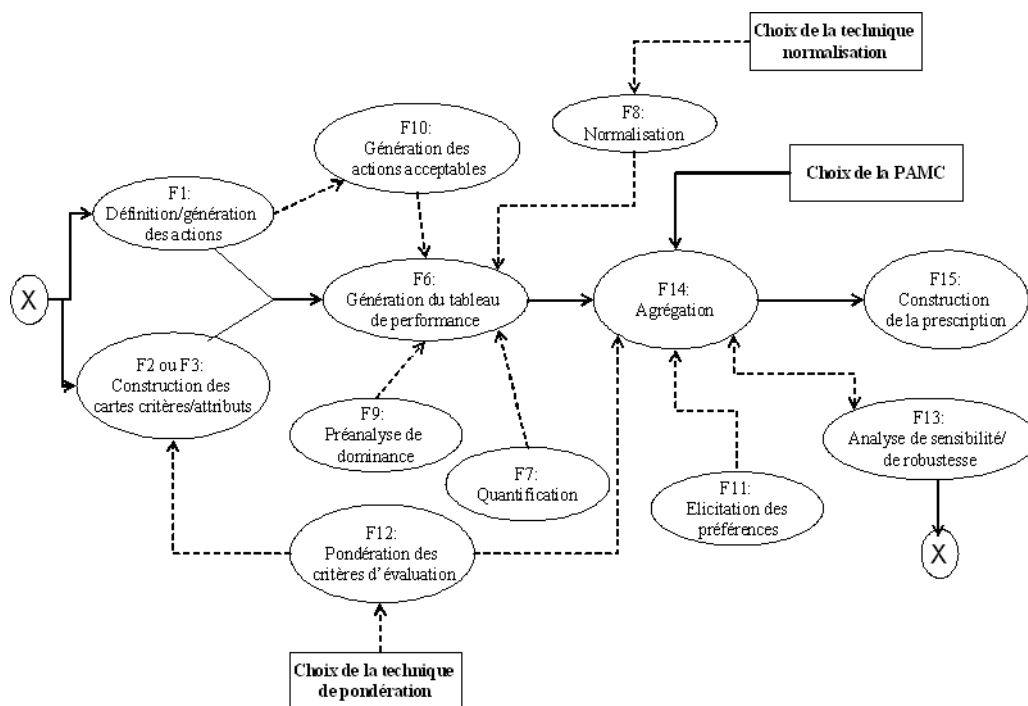 Choix de la technique
normalisation
F8:
Normalisation
F10:
Génération des
actions acceptables
Choix de la PAMC
F1:
Définition/génération
des actions
X
F6:
Génération du tableau
de performance
F14:
Agrégation
F15:
Construction
de la prescription
F2 ou F3:
Construction des
cartes critères/attributs
F9:
Préanalyse de
dominance
F7:
Quantification
F11:
Elicitation des
préférences
F13:
Analyse de sensibilité/
de robustesse
F12:
Pondération des
critères d'évaluation
X
Choix de la technique
de pondération